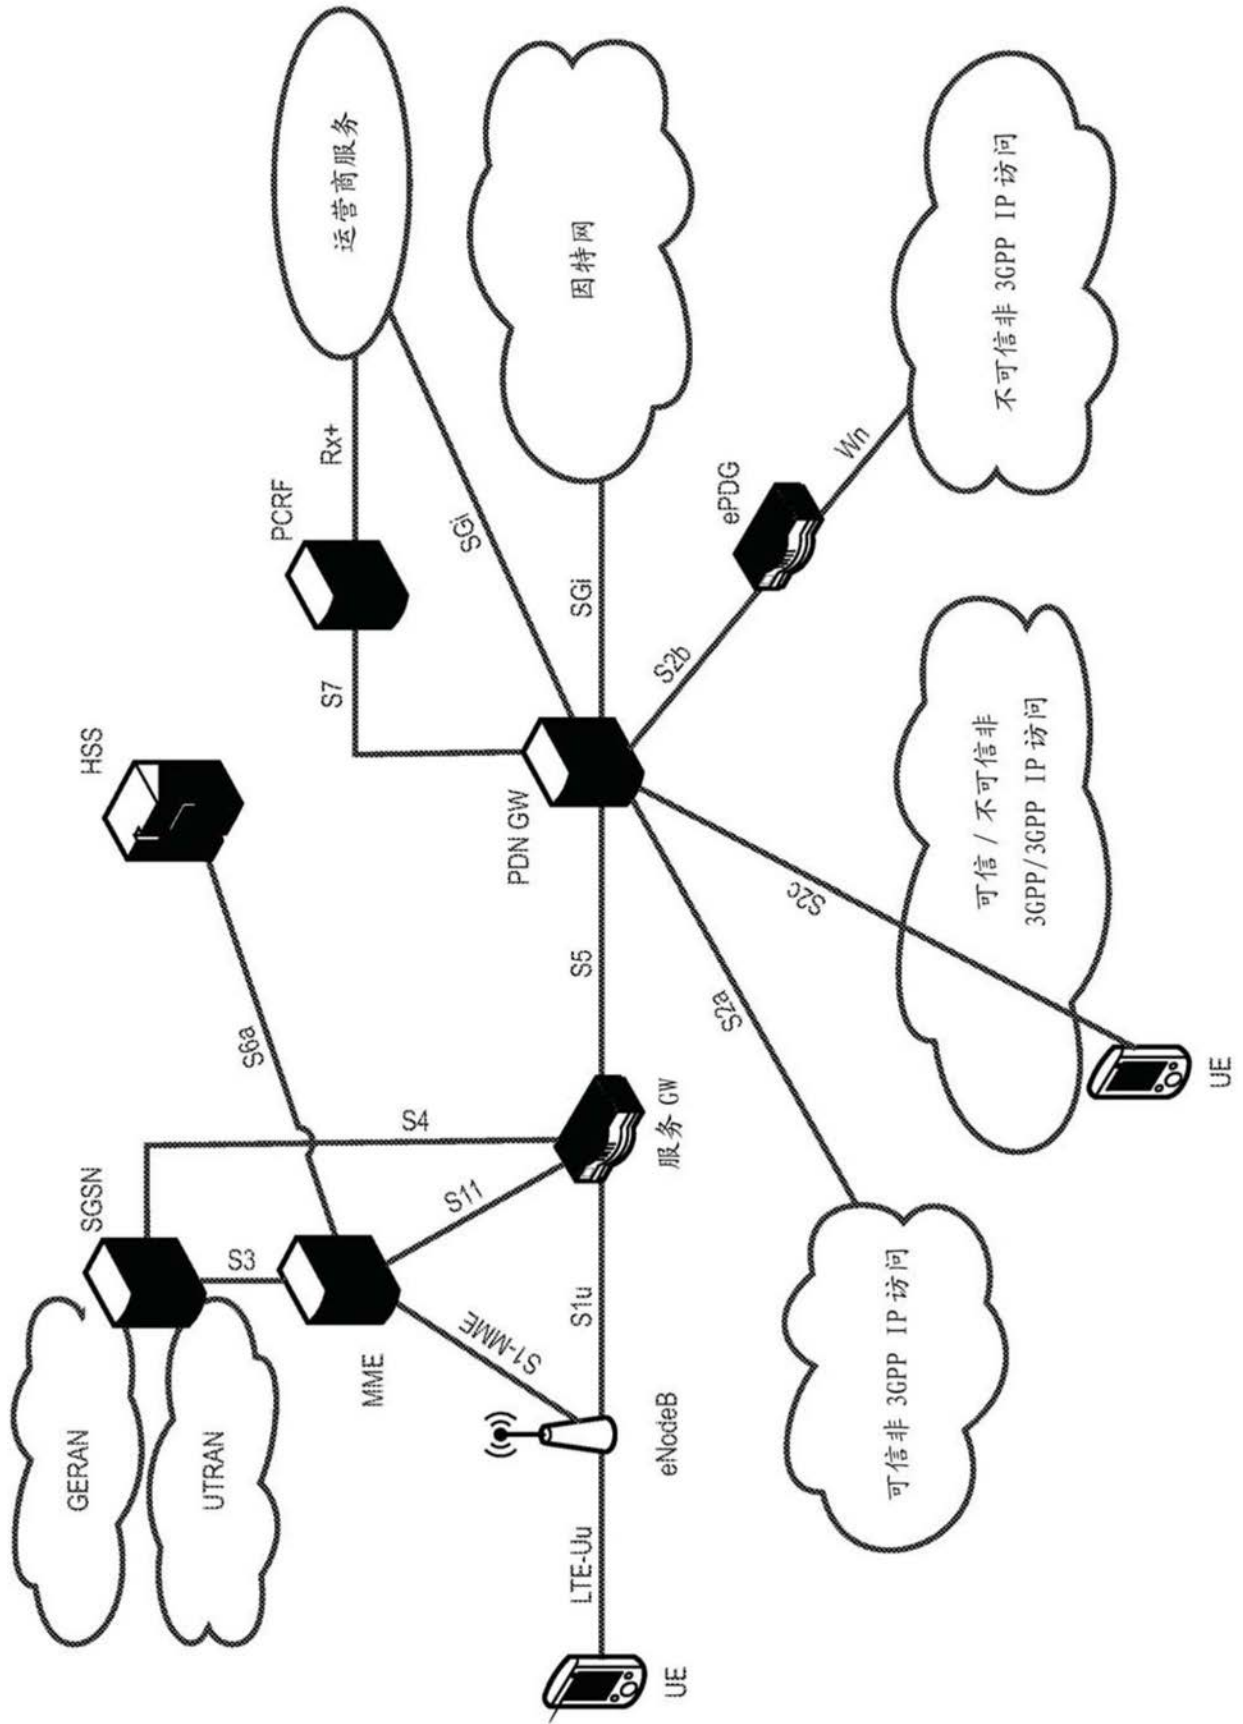 GERAN
UTRAN
SGSN
HSS
S3
S6a
S4
MME
S11
S1-MME
S7
PCRF
Rx+
运营商服务
SGi
PDN GW
UE
LTE-Uu
eNodeB
S1u
服务 GW
S5
SGi
因特网
S2a
S2c
S2b
ePDG
Wn
可信非 3GPP IP 访问
可信 / 不可信非
3GPP/3GPP IP 访问
不可信非 3GPP IP 访问
UE